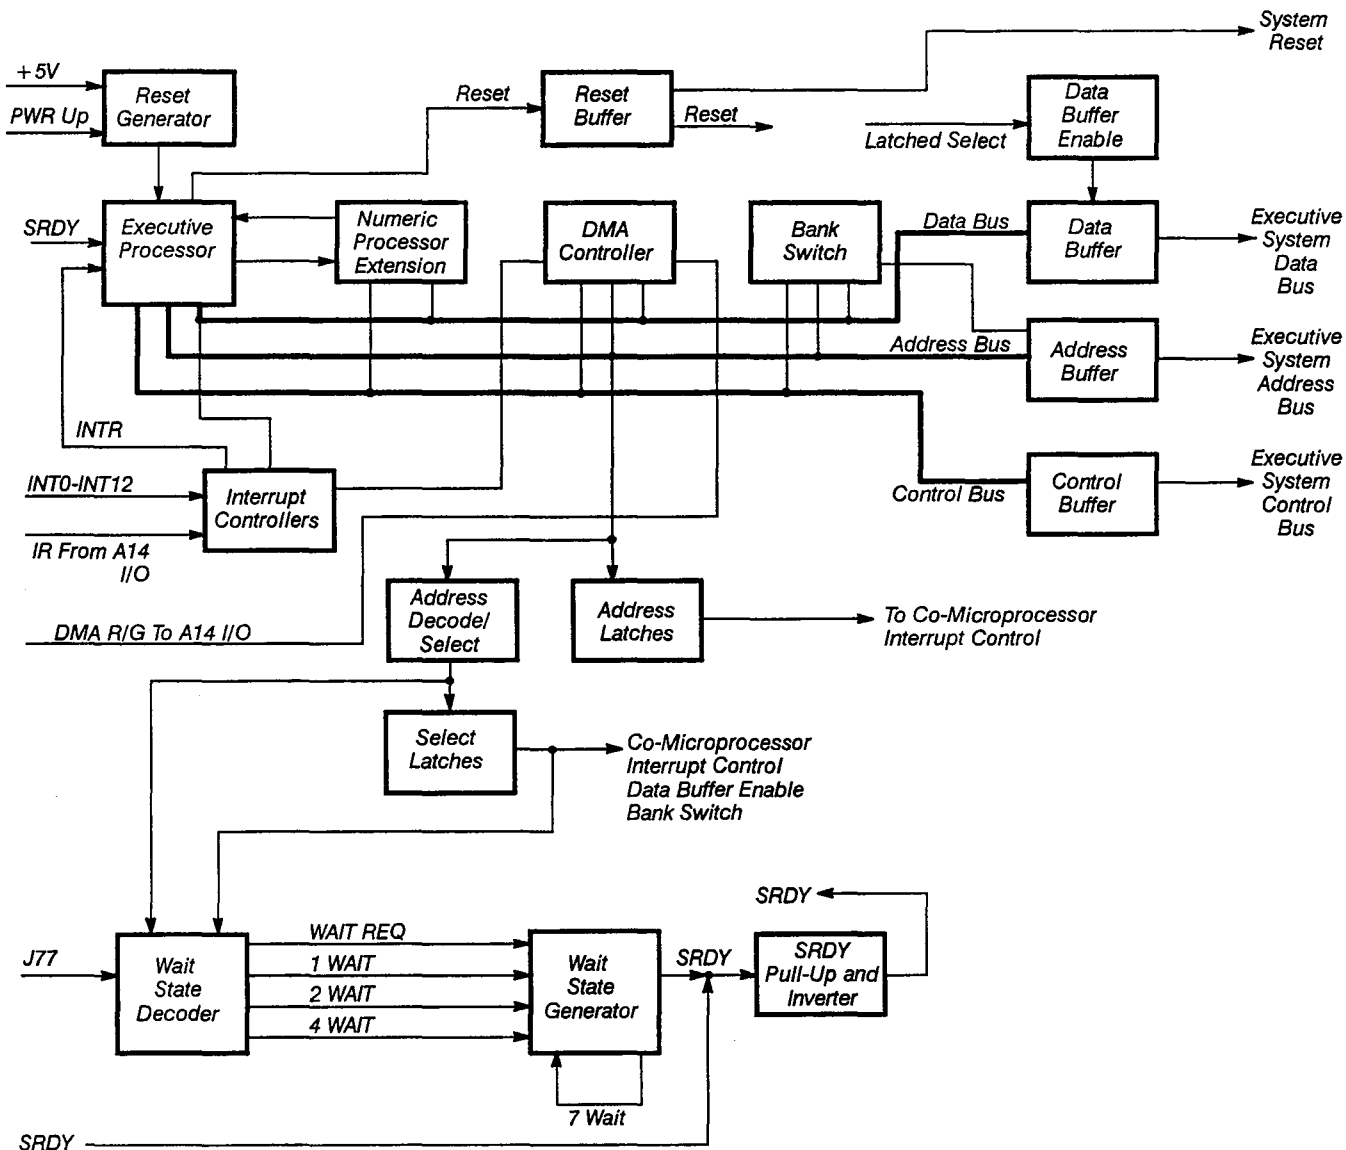 System
Reset
+5V
PWR Up
Reset
Generator
Reset
Reset
Buffer
Reset
Latched Select
Data
Buffer
Enable
SRDY
Executive
Processor
Numeric
Processor
Extension
DMA
Controller
Bank
Switch
Data Bus
Data
Buffer
Executive
System
Data
Bus
Address Bus
Address
Buffer
Executive
System
Address
Bus
INTR
INT0-INT12
IR From A14
I/O
Interrupt
Controllers
Control Bus
Control
Buffer
Executive
System
Control
Bus
DMA R/G To A14 I/O
Address
Decode/
Select
Address
Latches
To Co-Microprocessor
Interrupt Control
Select
Latches
Co-Microprocessor
Interrupt Control
Data Buffer Enable
Bank Switch
J77
Wait
State
Decoder
WAIT REQ
1 WAIT
2 WAIT
4 WAIT
Wait
State
Generator
7 Wait
SRDY
SRDY
Pull-Up and
Inverter
SRDY
SRDY